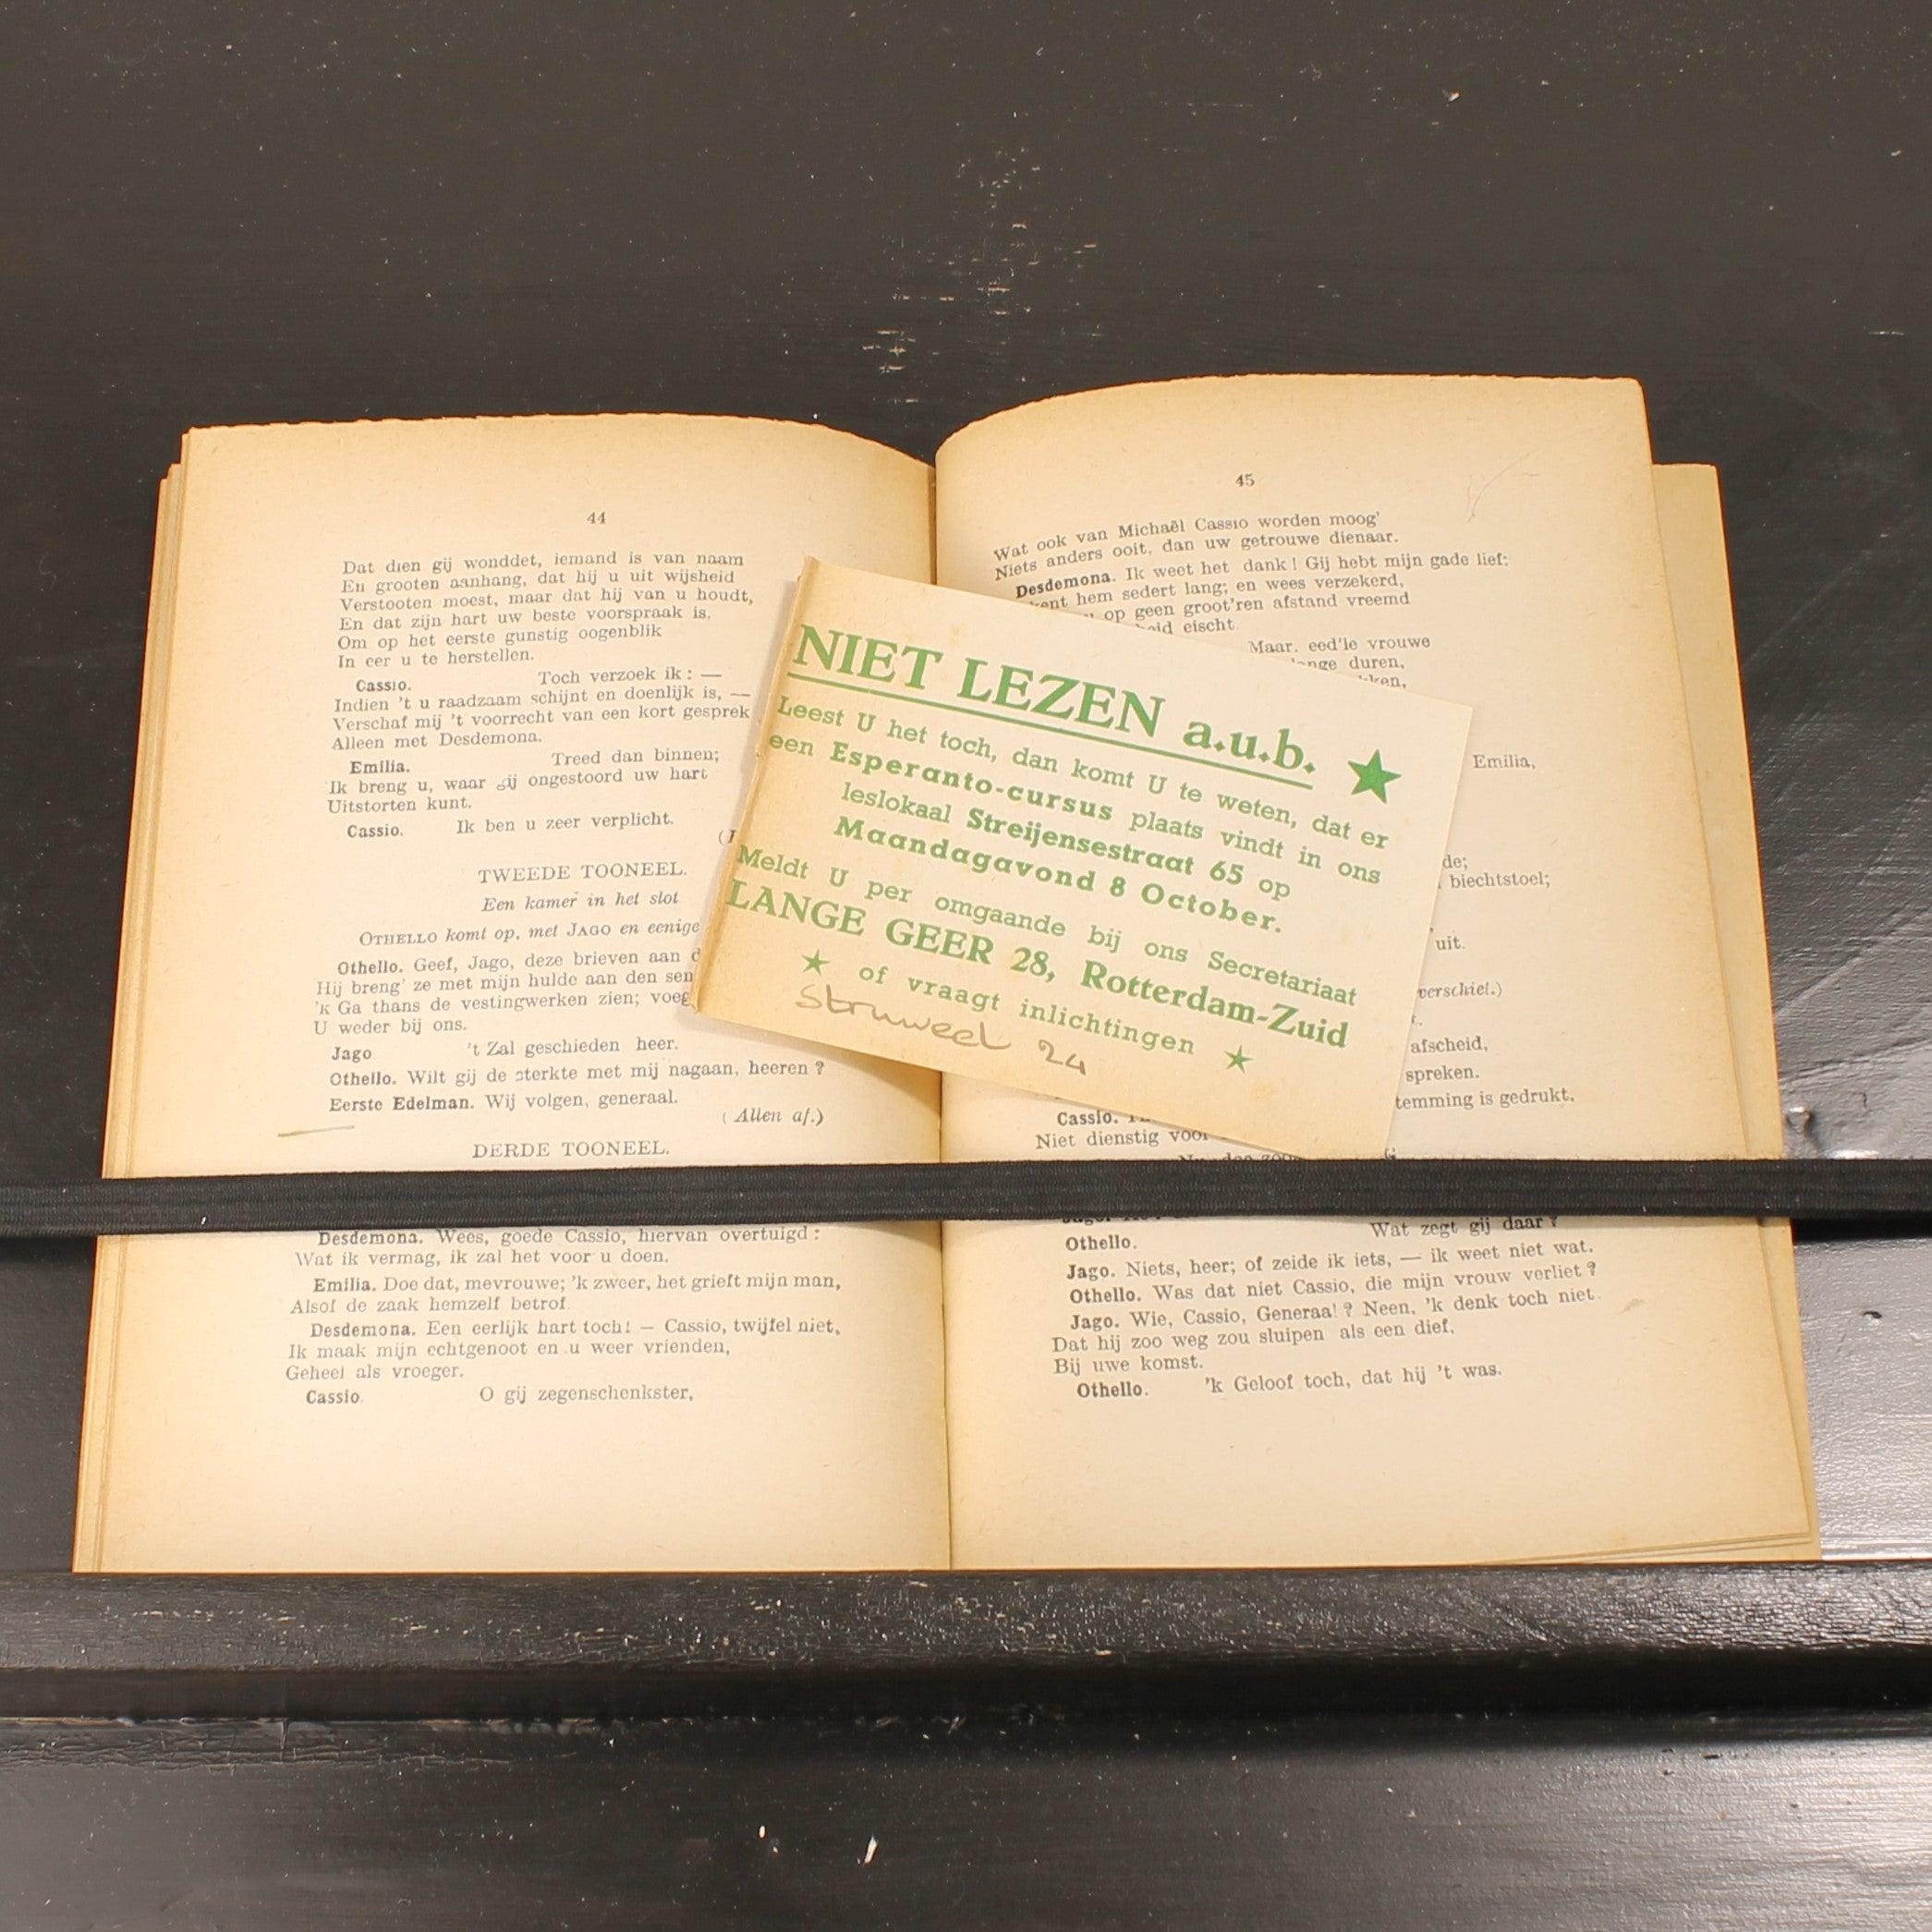 44
Dat dien gij wonddet, iemand is van naam
En grooten aanhang, dat hij u uit wijsheid
Verstooten moest, maar dat hij van u houdt,
En dat zijn hart uw beste voorspraak is,
Om op het eerste gunstig oogenblik
In eer u te herstellen.
Cassio. Toch verzoek ik: —
Indien 't u raadzaam schijnt en doenlijk is, —
Verschaf mij 't voorrecht van een kort gesprek
Alleen met Desdemona.
Emilia. Treed dan binnen;
Ik breng u, waar gij ongestoord uw hart
Uitstorten kunt.
Cassio. Ik ben u zeer verplicht.
TWEEDE TOONEEL.
Een kamer in het slot
OTHELLO komt op, met JAGO en eenige
Othello. Geef, Jago, deze brieven aan
Hij breng' ze met mijn hulde aan den
'k Ga thans de vestingwerken zien;
U weder bij ons.
Jago 't Zal geschieden heer.
Othello. Wilt gij de sterkte met mij nagaan, heeren?
Eerste Edelman. Wij volgen, generaal.
(Allen af.)
DERDE TOONEEL.
Desdemona. Wees, goede Cassio, hiervan overtuigd:
Wat ik vermag, ik zal het voor u doen.
Emilia. Doe dat, mevrouwe; 'k zweer, het grieft mijn man,
Alsof de zaak hemzelf betrof.
Desdemona. Een eerlijk hart toch! — Cassio, twijfel niet,
Ik maak mijn echtgenoot en u weer vrienden,
Geheel als vroeger.
Cassio. O gij zegenschenkster,
NIET LEZEN a.u.b.
Leest U het toch, dan komt U te weten, dat er
een Esperanto-cursus plaats vindt in ons
leslokaal Streijensestraat 65 op
Maandagavond 8 October.
Meldt U per omgaande bij ons Secretariaat
LANGE GEER 28, Rotterdam-Zuid
of vraagt inlichtingen
Struweel 24
45
Wat ook van Michaël Cassio worden moog'
Niets anders ooit, dan uw getrouwe dienaar.
Desdemona. Ik weet het dank! Gij hebt mijn gade lief;
hem sedert lang; en wees verzekerd,
op geen groot'ren afstand vreemd
eischt
Maar, eed'le vrouwe
duren,
Emilia,
biechtstoel;
uit.
afscheid,
spreken.
is gedrukt.
Cassio.
Niet dienstig voor
Wat zegt gij daar?
Othello.
Jago. Niets, heer; of zeide ik iets, — ik weet niet wat.
Othello. Was dat niet Cassio, die mijn vrouw verliet?
Jago. Wie, Cassio, Generaal? Neen, 'k denk toch niet
Dat hij zoo weg zou sluipen als een dief,
Bij uwe komst.
Othello. 'k Geloof toch, dat hij 't was.